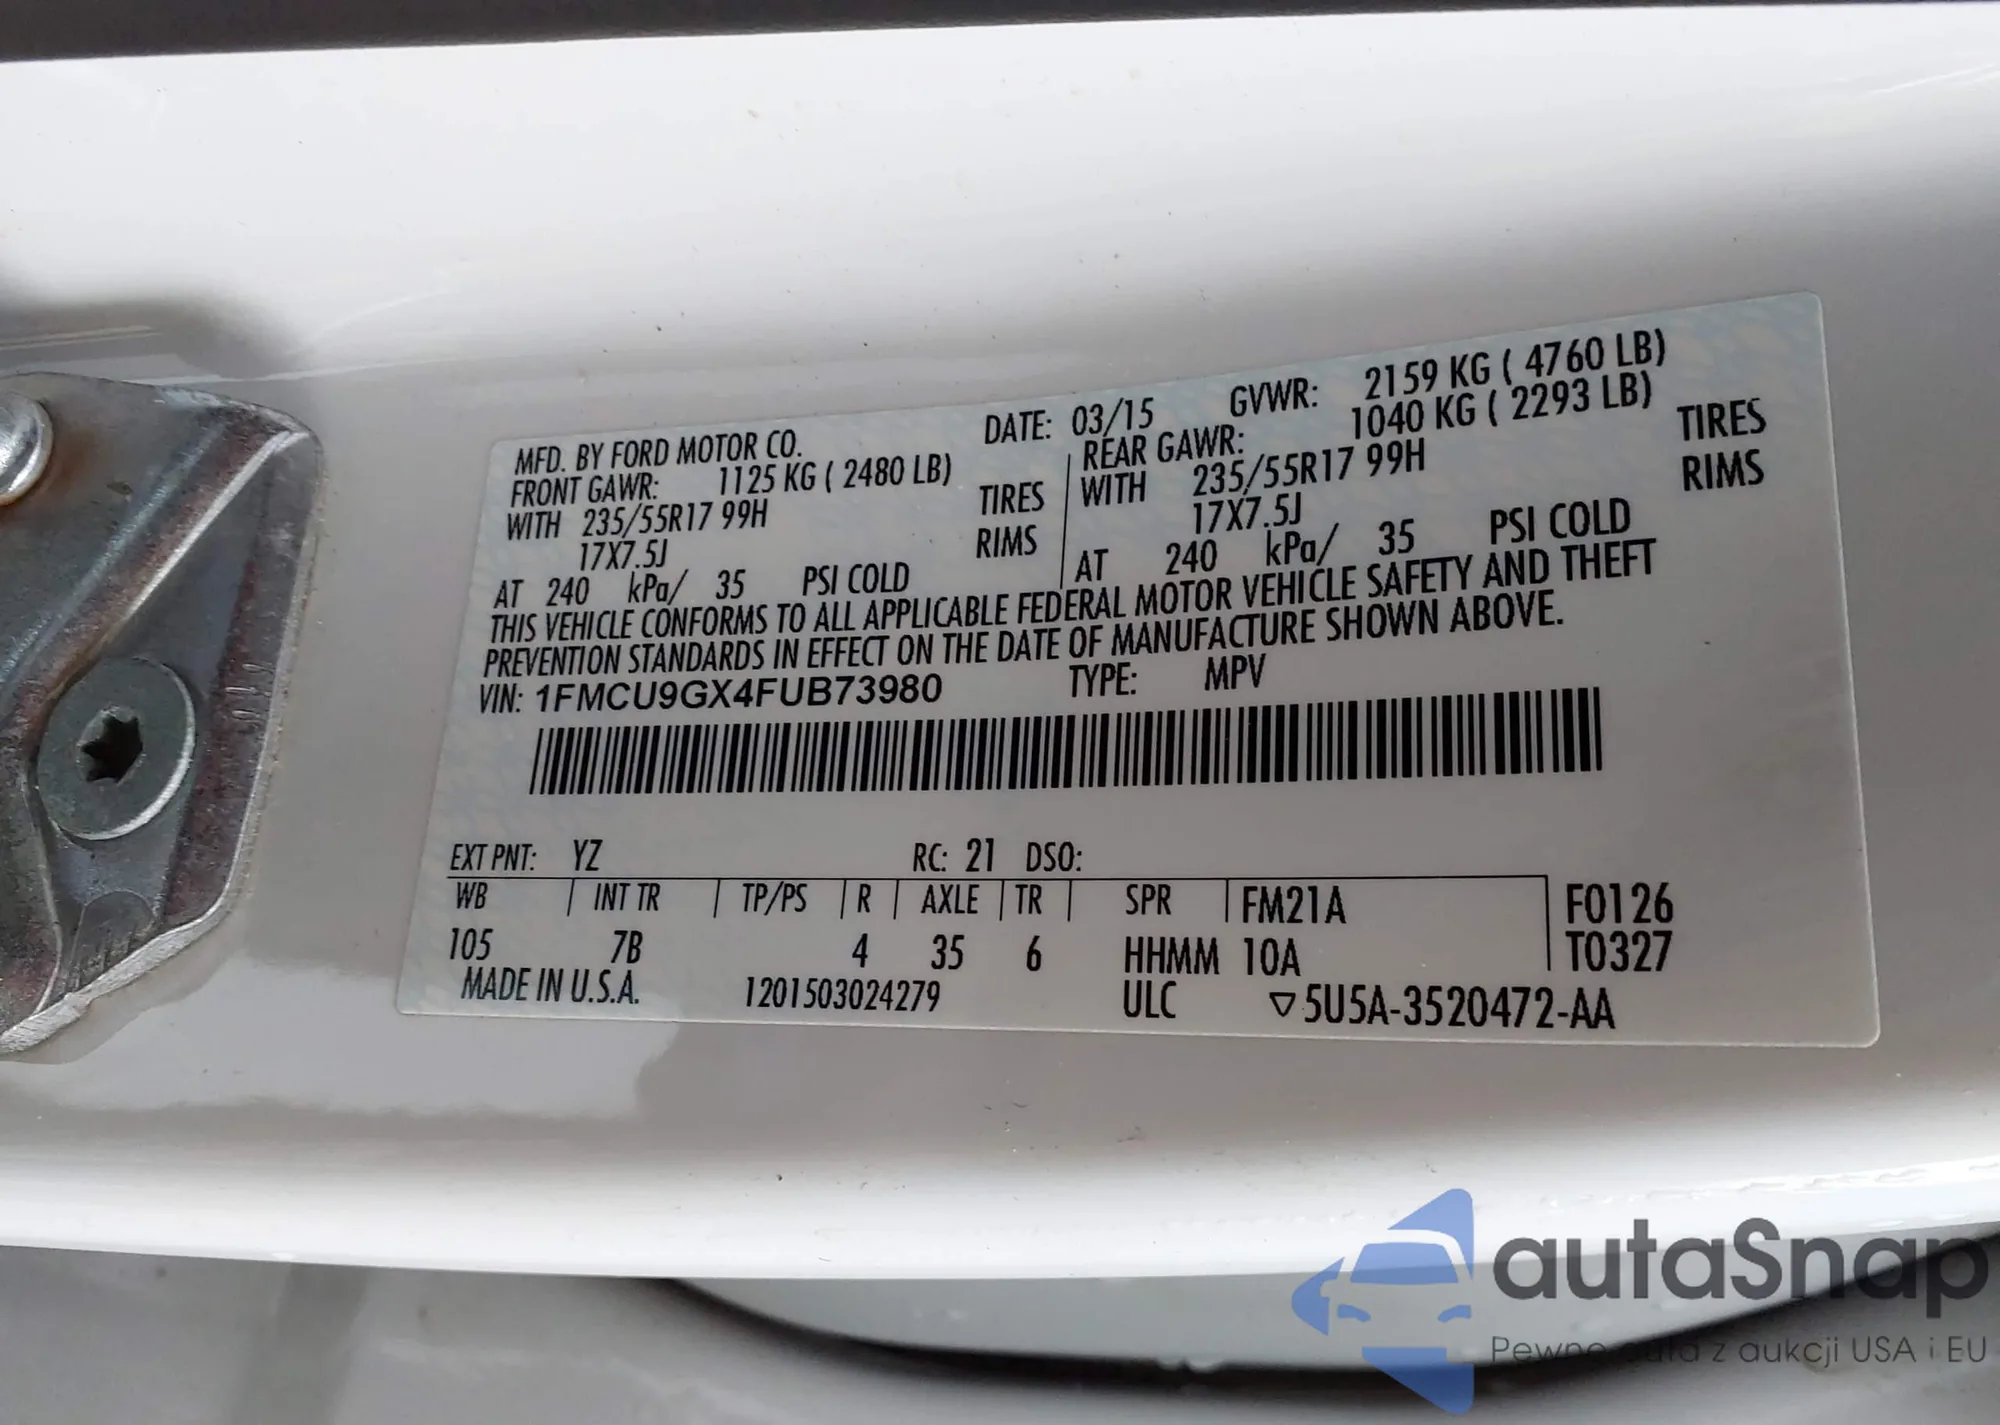 MFD. BY FORD MOTOR CO. DATE: 03/15 GVWR: 2159 KG ( 4760 LB)
FRONT GAWR: 1125 KG ( 2480 LB) REAR GAWR: 1040 KG ( 2293 LB)
WITH 235/55R17 99H TIRES WITH 235/55R17 99H TIRES
17X7.5J RIMS 17X7.5J RIMS
AT 240 kPa/ 35 PSI COLD AT 240 kPa/ 35 PSI COLD
THIS VEHICLE CONFORMS TO ALL APPLICABLE FEDERAL MOTOR VEHICLE SAFETY AND THEFT
PREVENTION STANDARDS IN EFFECT ON THE DATE OF MANUFACTURE SHOWN ABOVE.
VIN: 1FMCU9GX4FUB73980 TYPE: MPV
EXT PNT: YZ RC: 21 DSO:
WB INT TR TP/PS R AXLE TR SPR FM21A F0126
105 7B 4 35 6 HHMM 10A T0327
MADE IN U.S.A. 1201503024279 ULC ▽5U5A-3520472-AA
autaSnap
Pewne auta z aukcji USA i EU